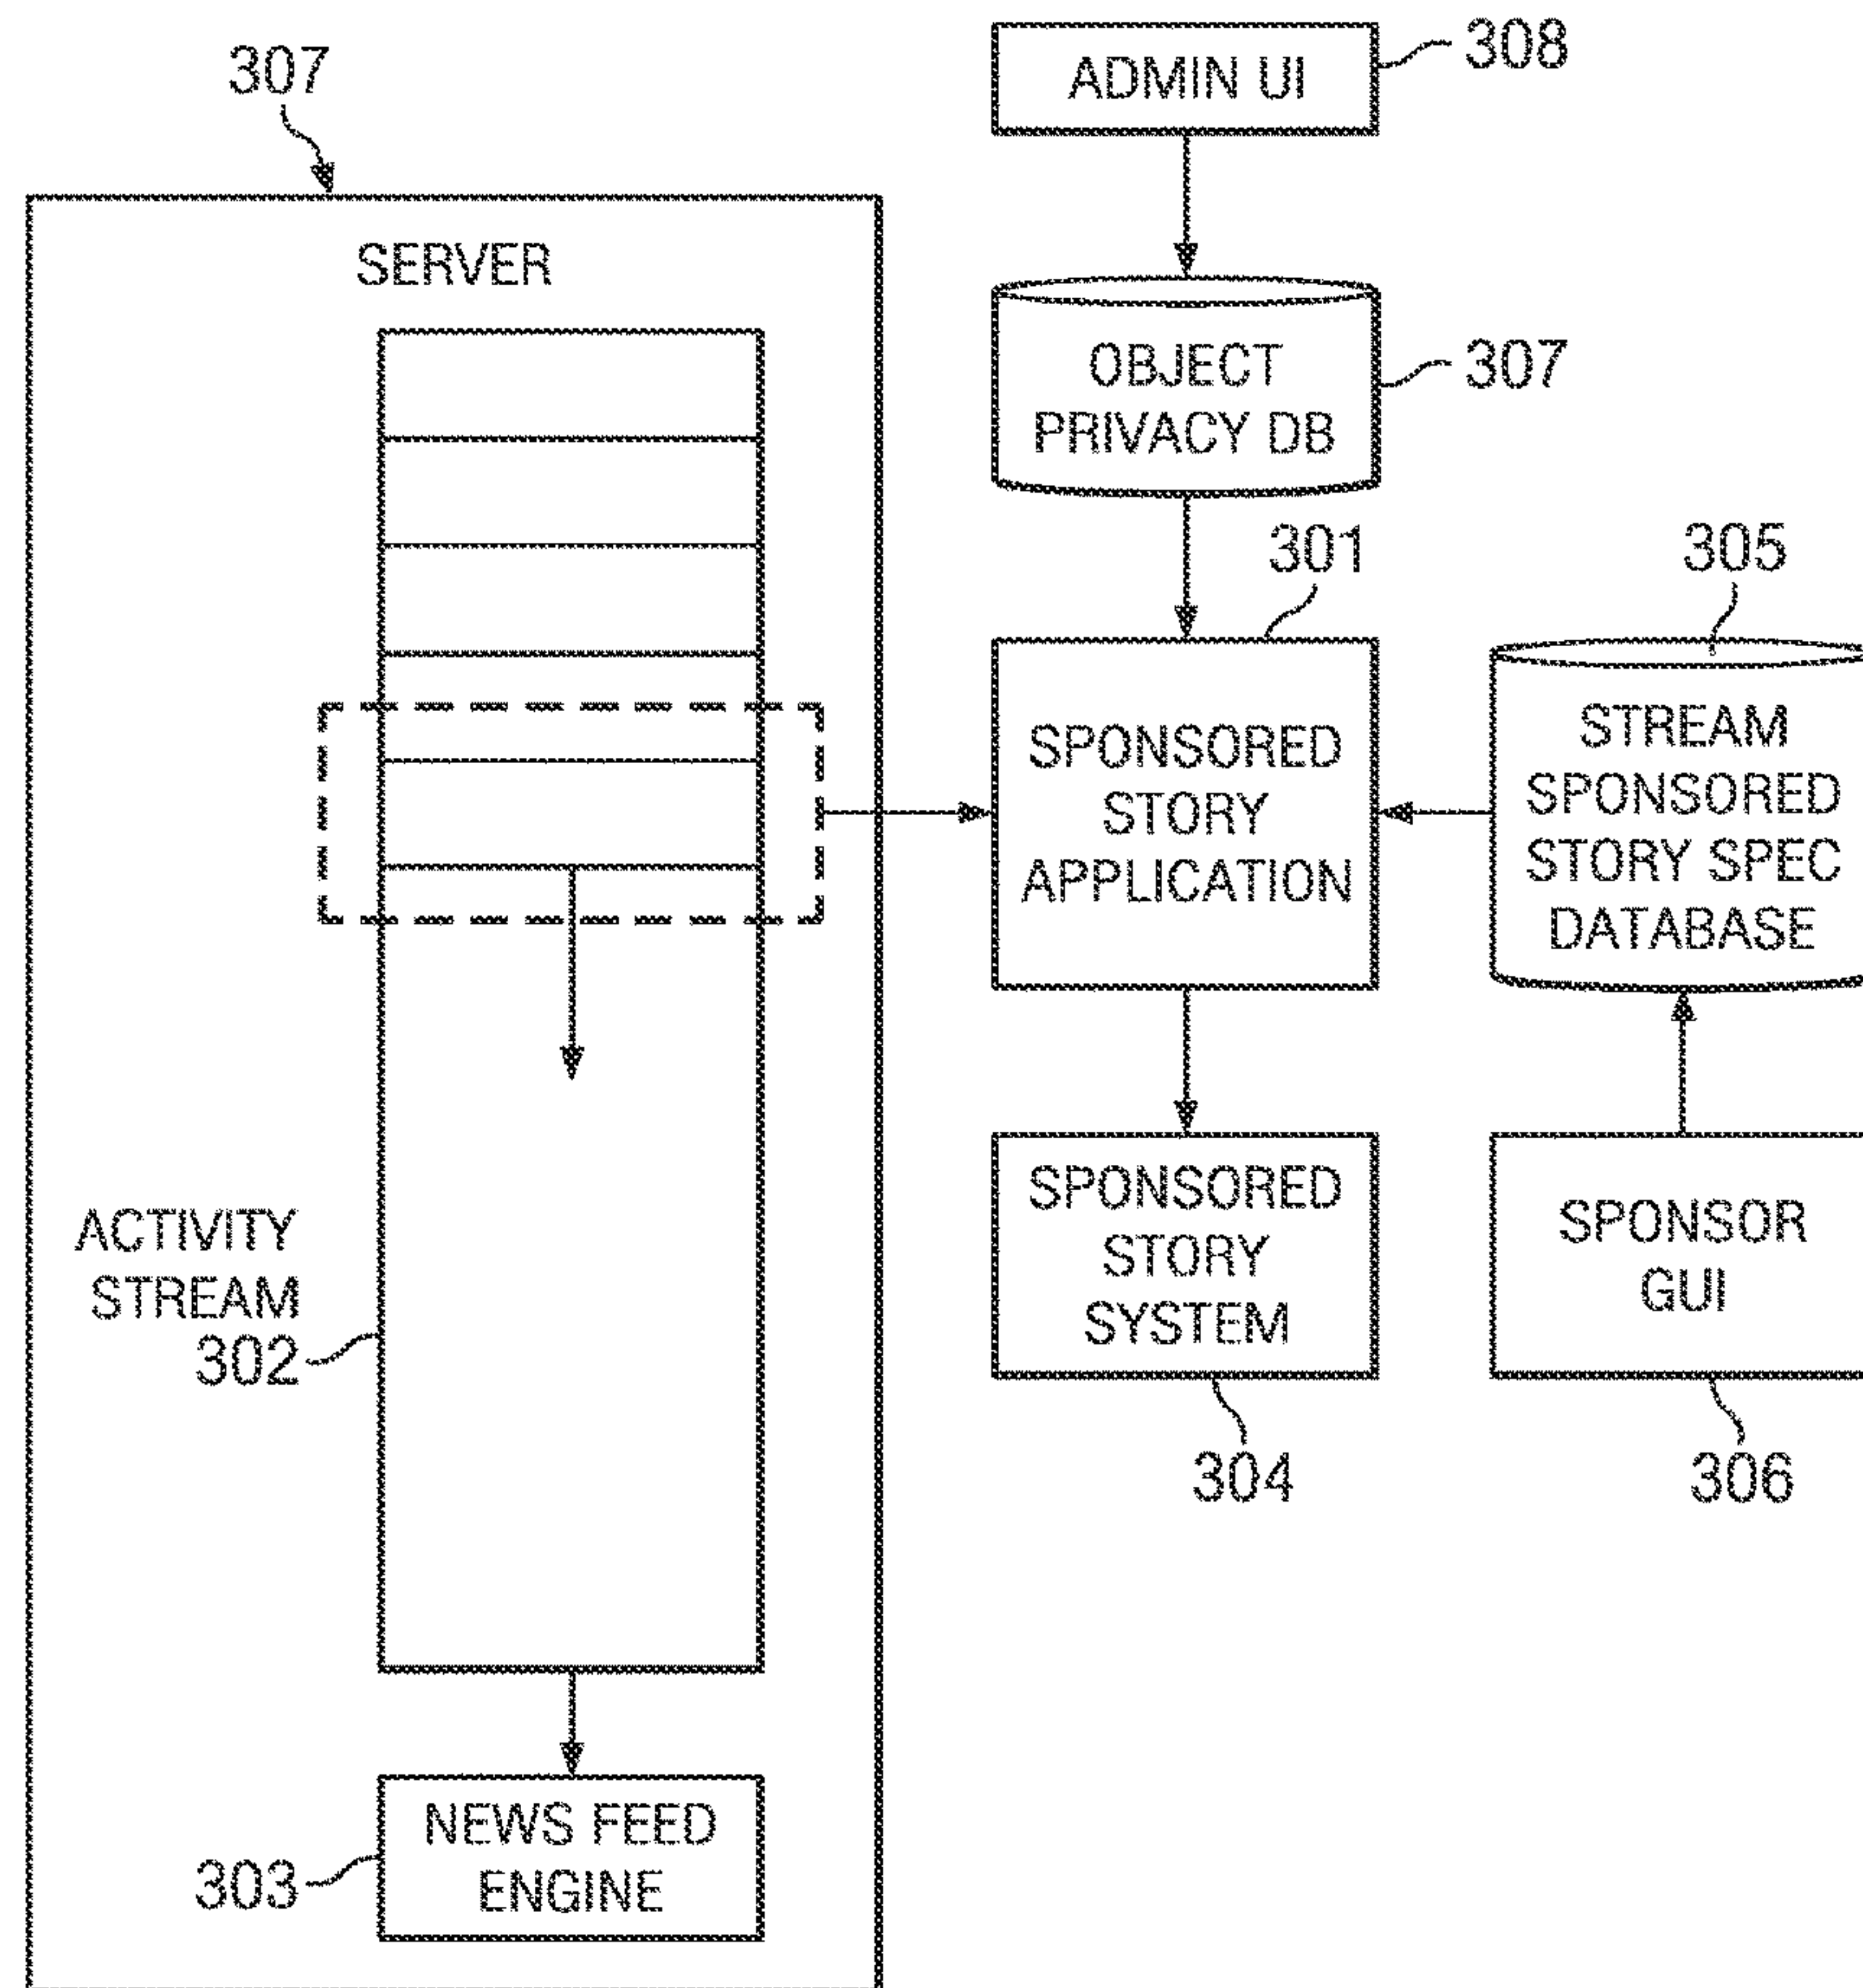 307
SERVER
ACTIVITY
STREAM
302
303
NEWS FEED
ENGINE
ADMIN UI
308
OBJECT
PRIVACY DB
307
301
SPONSORED
STORY
APPLICATION
305
STREAM
SPONSORED
STORY SPEC
DATABASE
SPONSORED
STORY
SYSTEM
304
SPONSOR
GUI
306